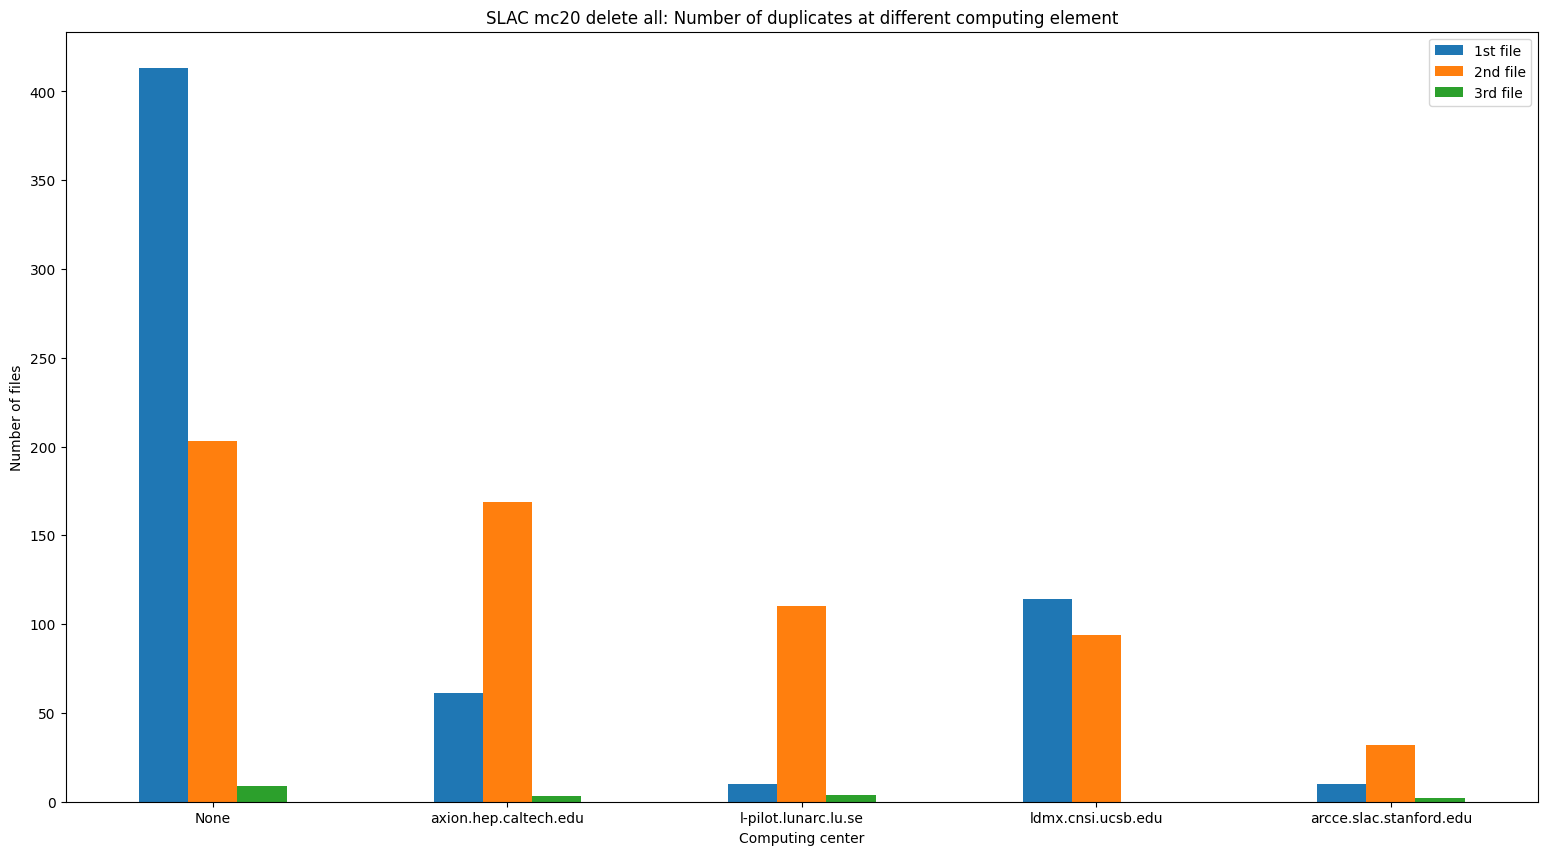 SLAC mc20 delete all: Number of duplicates at different computing element
1st file
2nd file
3rd file
Number of files
400
350
300
250
200
150
100
50
0
None
axion.hep.caltech.edu
l-pilot.lunarc.lu.se
ldmx.cnsi.ucsb.edu
arcce.slac.stanford.edu
Computing center